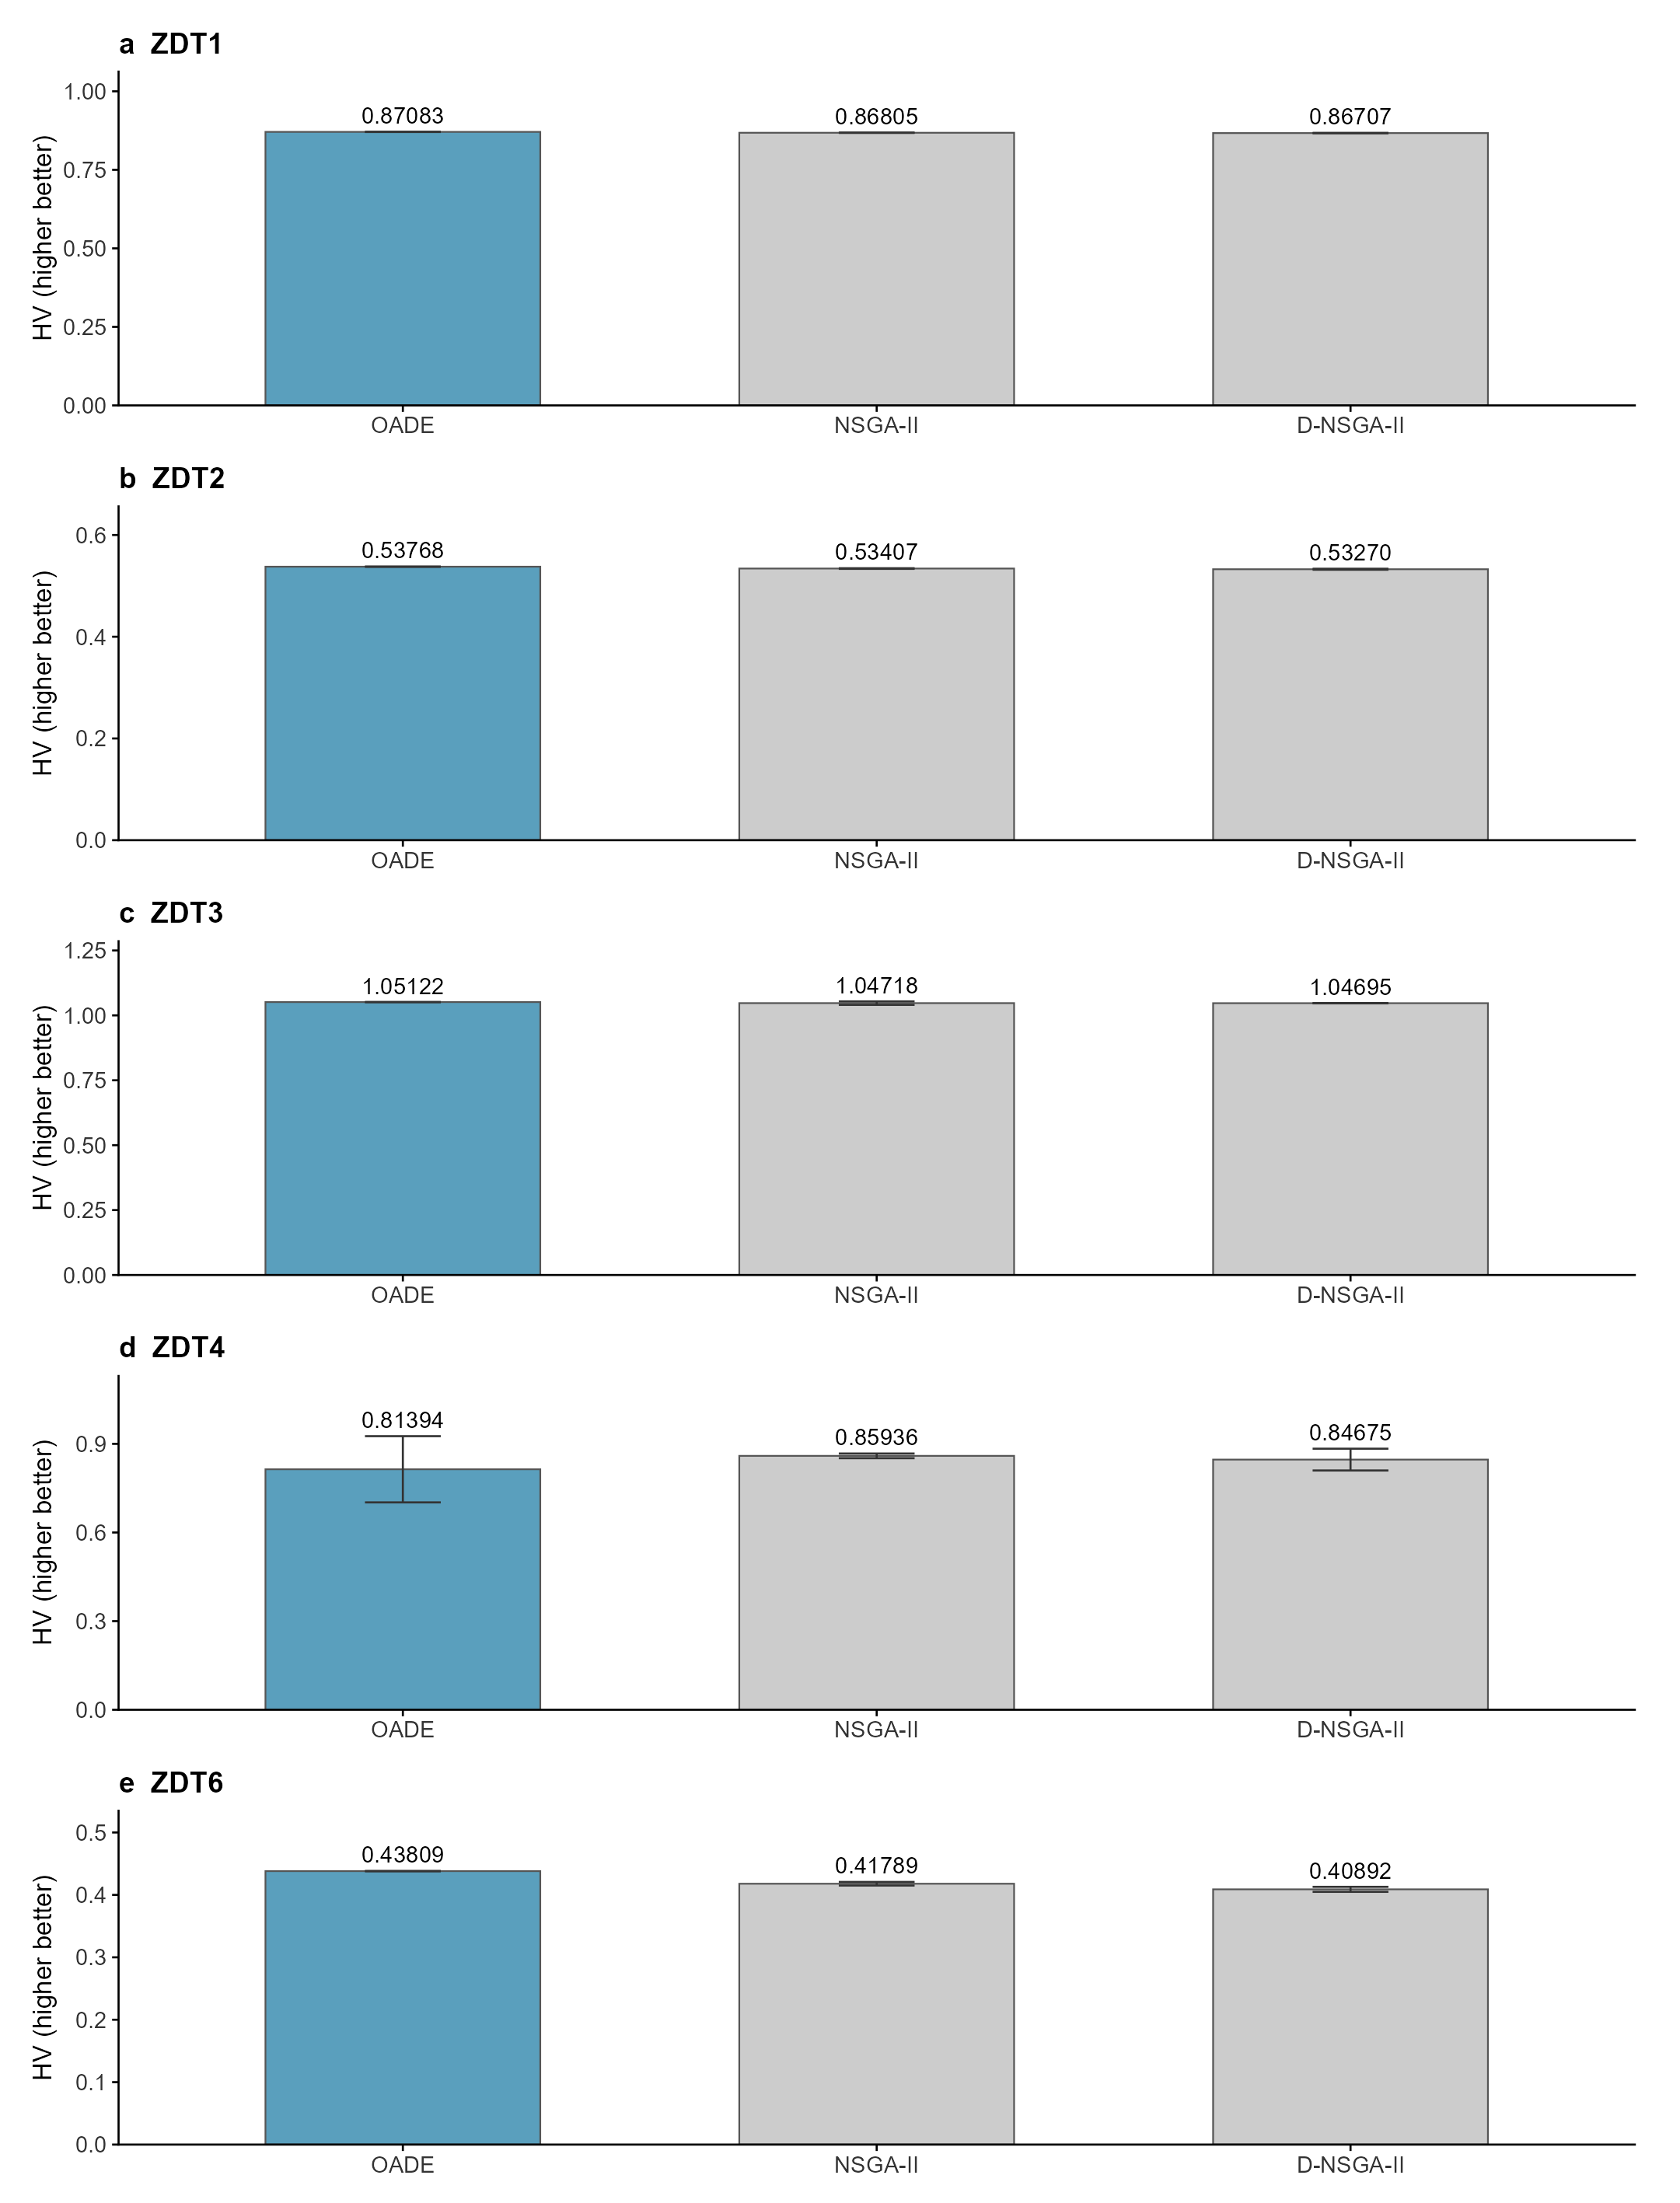 a ZDT1
HV (higher better)
1.00
0.75
0.50
0.25
0.00
0.87083
0.86805
0.86707
OADE
NSGA-II
D-NSGA-II
b ZDT2
HV (higher better)
0.6
0.4
0.2
0.0
0.53768
0.53407
0.53270
OADE
NSGA-II
D-NSGA-II
c ZDT3
HV (higher better)
1.25
1.00
0.75
0.50
0.25
0.00
1.05122
1.04718
1.04695
OADE
NSGA-II
D-NSGA-II
d ZDT4
HV (higher better)
0.9
0.6
0.3
0.0
0.81394
0.85936
0.84675
OADE
NSGA-II
D-NSGA-II
e ZDT6
HV (higher better)
0.5
0.4
0.3
0.2
0.1
0.0
0.43809
0.41789
0.40892
OADE
NSGA-II
D-NSGA-II